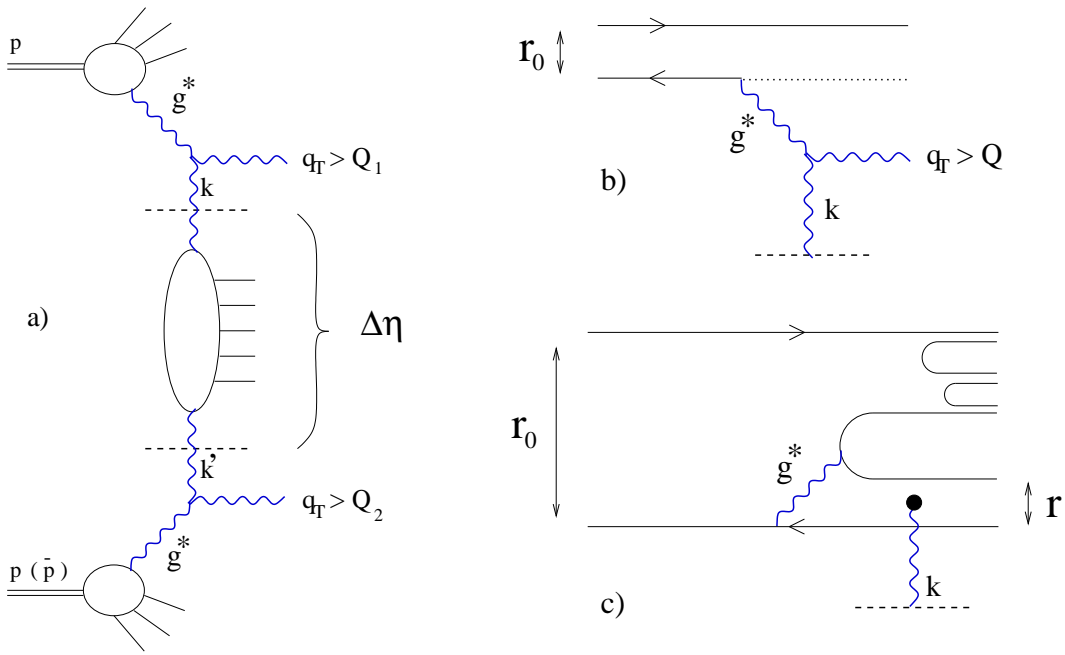 p
g*
q_T > Q_1
k
a)
Δη
k'
q_T > Q_2
g*
p ( p̄ )
r_0
g*
q_T > Q
b)
k
r_0
g*
r
c)
k